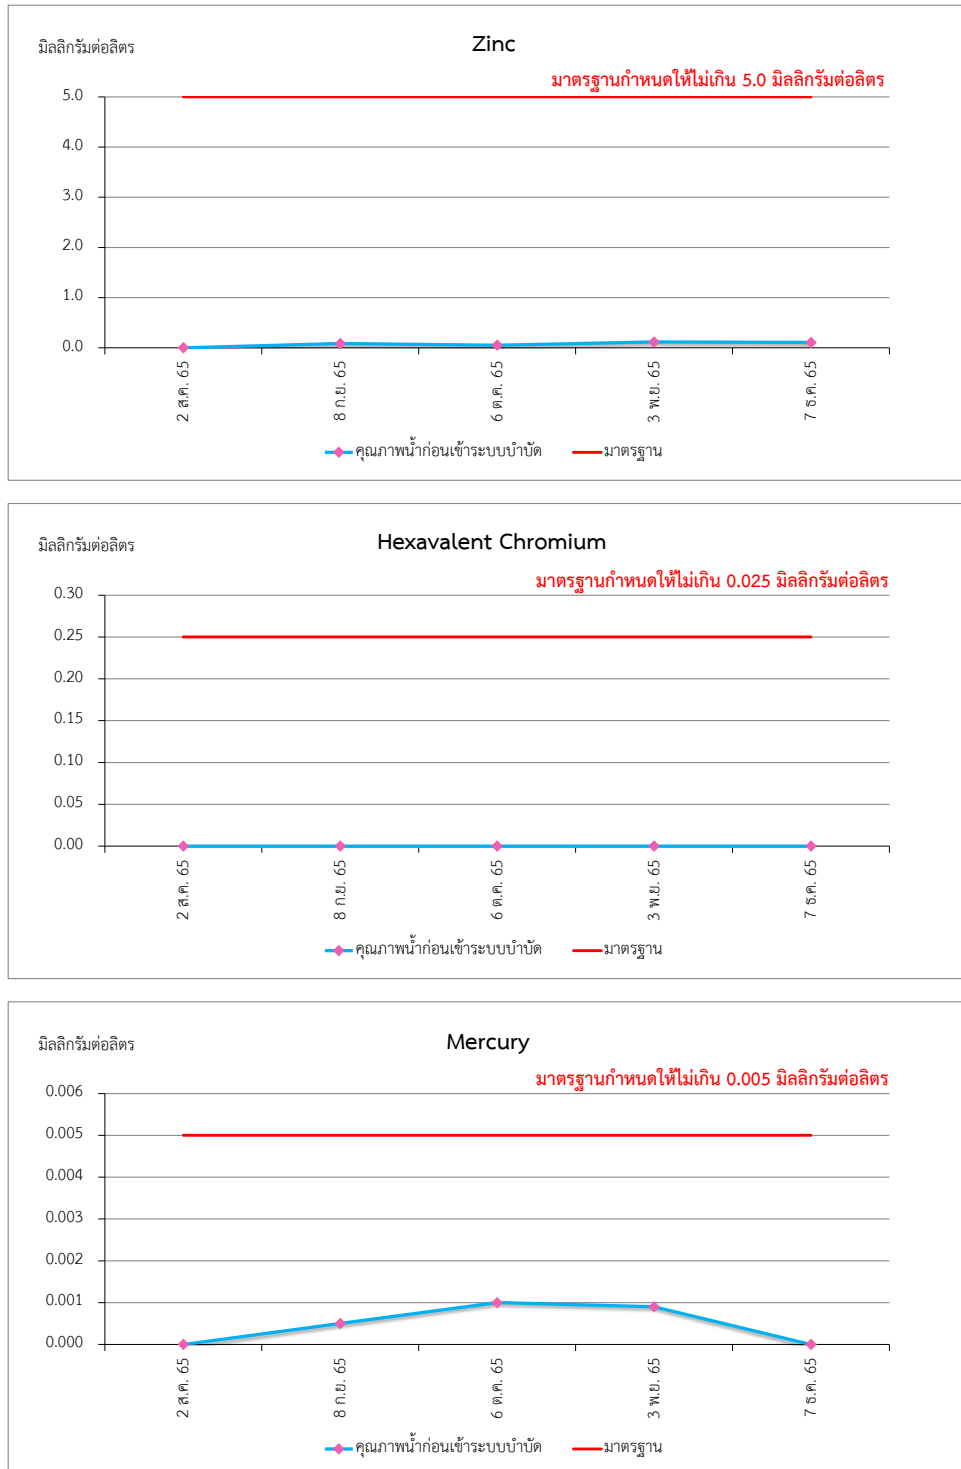 Zinc
มิลลิกรัมต่อลิตร
มาตรฐานกำหนดให้ไม่เกิน 5.0 มิลลิกรัมต่อลิตร
5.0
4.0
3.0
2.0
1.0
0.0
2 ส.ค. 65
8 ก.ย. 65
6 ต.ค. 65
3 พ.ย. 65
7 ธ.ค. 65
คุณภาพน้ำก่อนเข้าระบบบำบัด มาตรฐาน
Hexavalent Chromium
มิลลิกรัมต่อลิตร
มาตรฐานกำหนดให้ไม่เกิน 0.025 มิลลิกรัมต่อลิตร
0.30
0.25
0.20
0.15
0.10
0.05
0.00
2 ส.ค. 65
8 ก.ย. 65
6 ต.ค. 65
3 พ.ย. 65
7 ธ.ค. 65
คุณภาพน้ำก่อนเข้าระบบบำบัด มาตรฐาน
Mercury
มิลลิกรัมต่อลิตร
มาตรฐานกำหนดให้ไม่เกิน 0.005 มิลลิกรัมต่อลิตร
0.006
0.005
0.004
0.003
0.002
0.001
0.000
2 ส.ค. 65
8 ก.ย. 65
6 ต.ค. 65
3 พ.ย. 65
7 ธ.ค. 65
คุณภาพน้ำก่อนเข้าระบบบำบัด มาตรฐาน